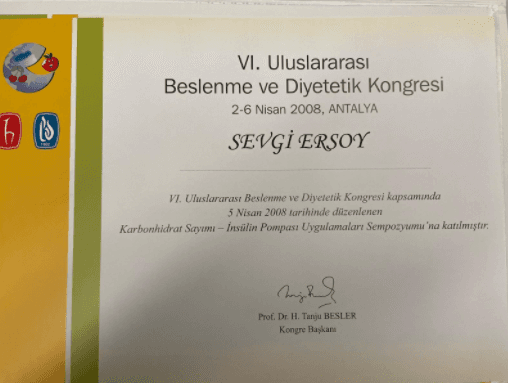 VI. Uluslararası
Beslenme ve Diyetetik Kongresi
2-6 Nisan 2008, ANTALYA
SEVGİ ERSOY
VI. Uluslararası Beslenme ve Diyetetik Kongresi kapsamında
5 Nisan 2008 tarihinde düzenlenen
Karbonhidrat Sayımı – İnsülin Pompası Uygulamaları Sempozyumu'na katılmıştır.
Prof. Dr. H. Tanju BESLER
Kongre Başkanı